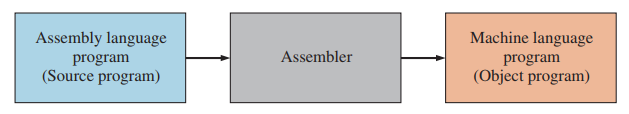 Assembly language
program
(Source program)
Assembler
Machine language
program
(Object program)